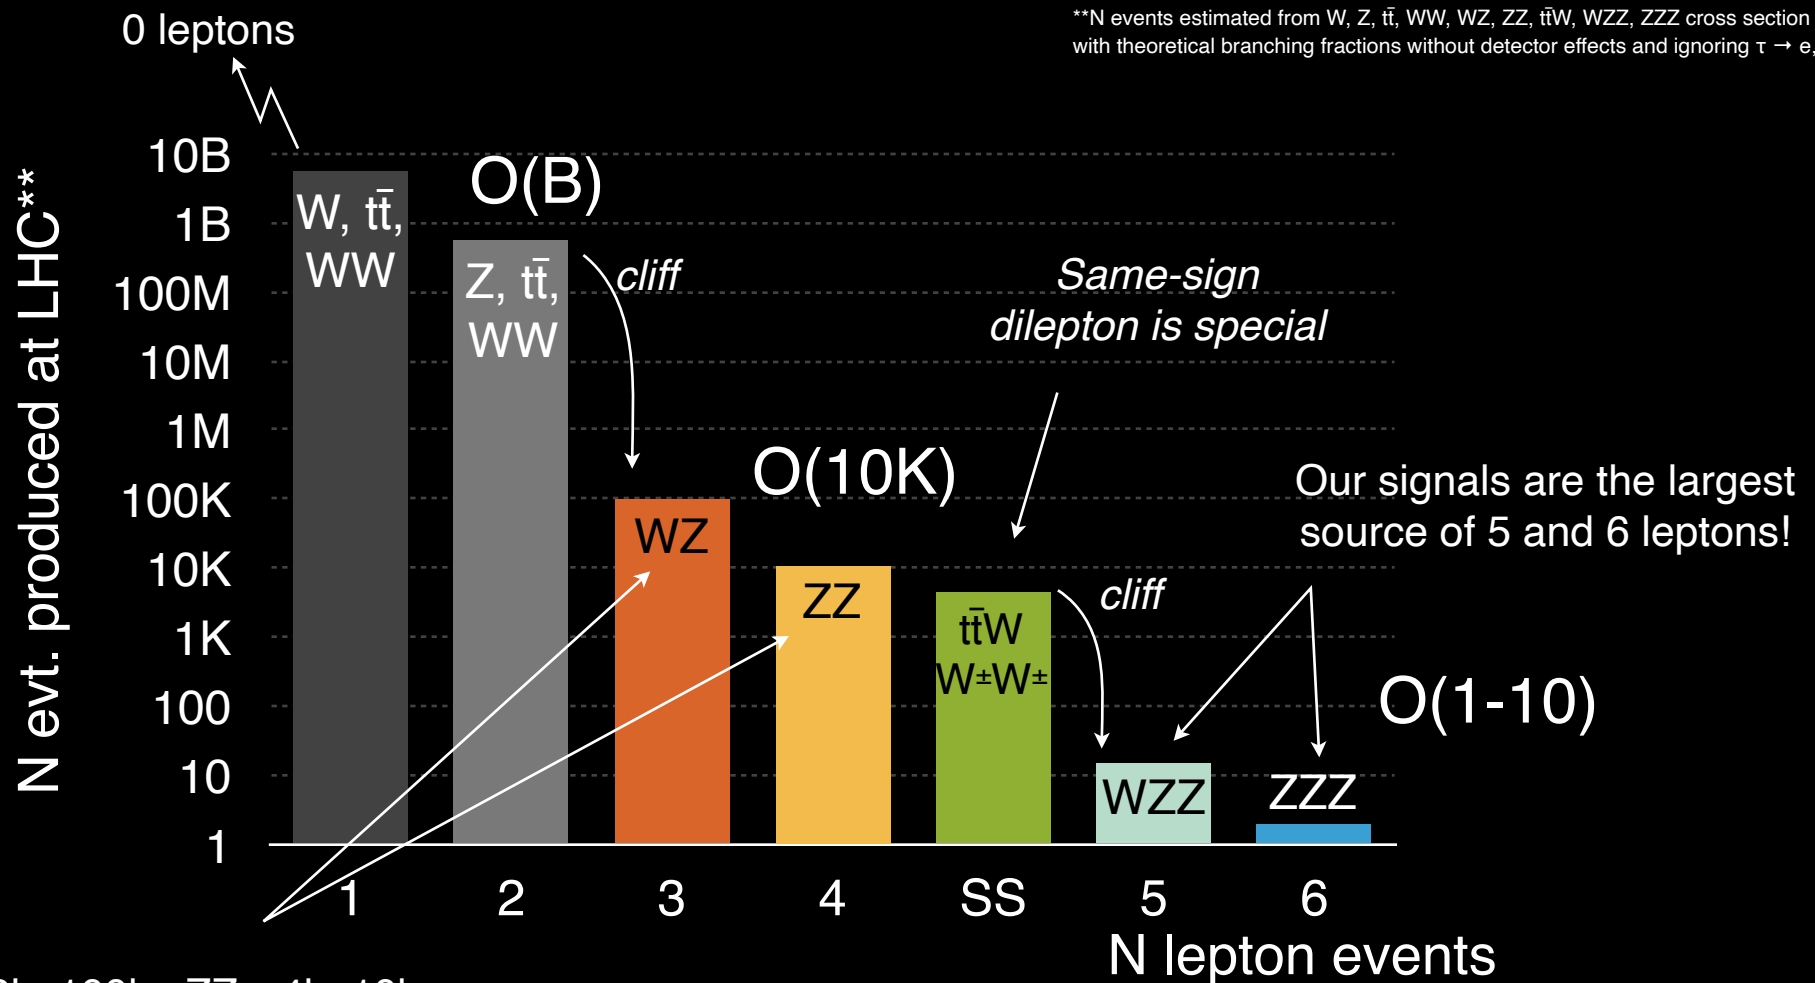 0 leptons
**N events estimated from W, Z, tt̄, WW, WZ, ZZ, tt̄W, WZZ, ZZZ cross section
with theoretical branching fractions without detector effects and ignoring τ → e,
N evt. produced at LHC**
10B
1B
100M
10M
1M
100K
10K
1K
100
10
1
W, tt̄,
WW
O(B)
Z, tt̄,
WW
cliff
Same-sign
dilepton is special
O(10K)
WZ
ZZ
tt̄W
W±W±
cliff
Our signals are the largest
source of 5 and 6 leptons!
O(1-10)
WZZ
ZZZ
1 2 3 4 SS 5 6
N lepton events